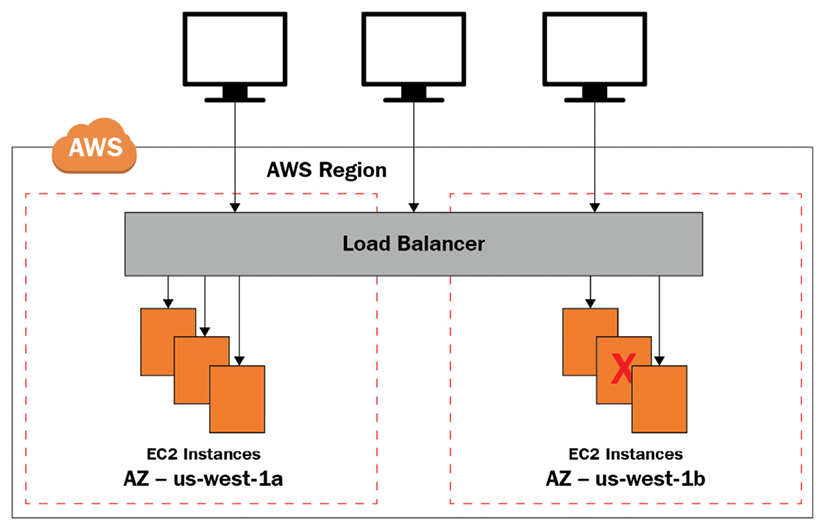 AWS
AWS Region
Load Balancer
X
EC2 Instances
AZ – us-west-1a
EC2 Instances
AZ – us-west-1b